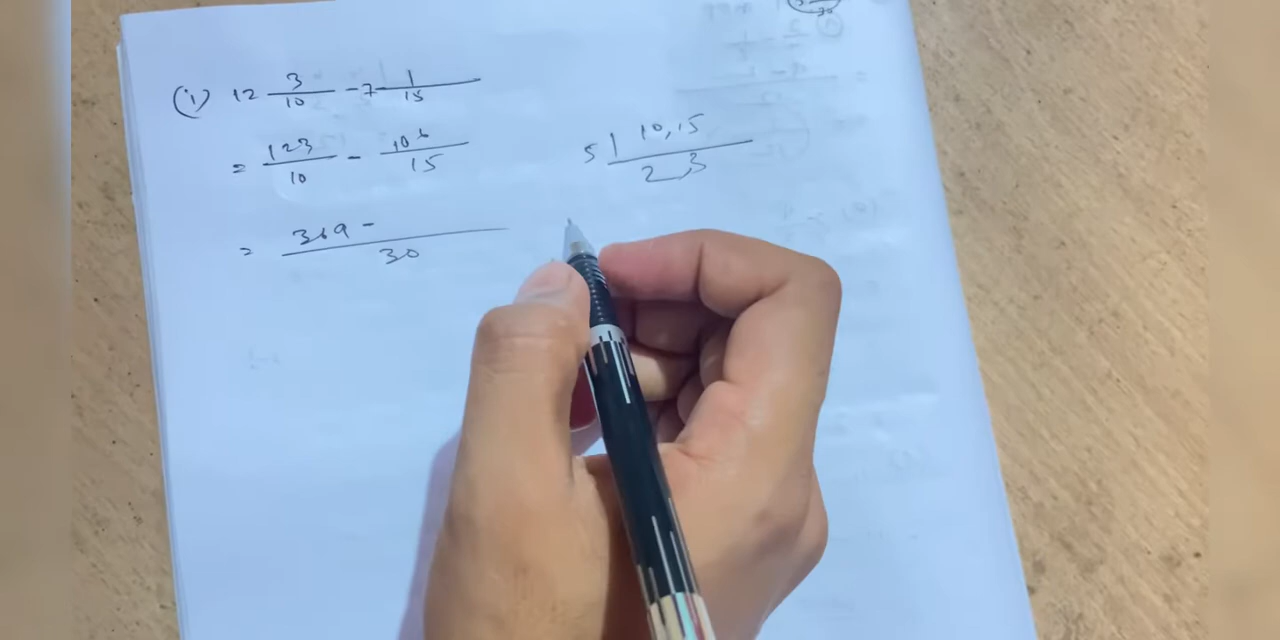 (i) 12 3/10 - 7 1/15
= 123/10 - 106/15
5 | 10, 15
2, 3
= 369 - / 30